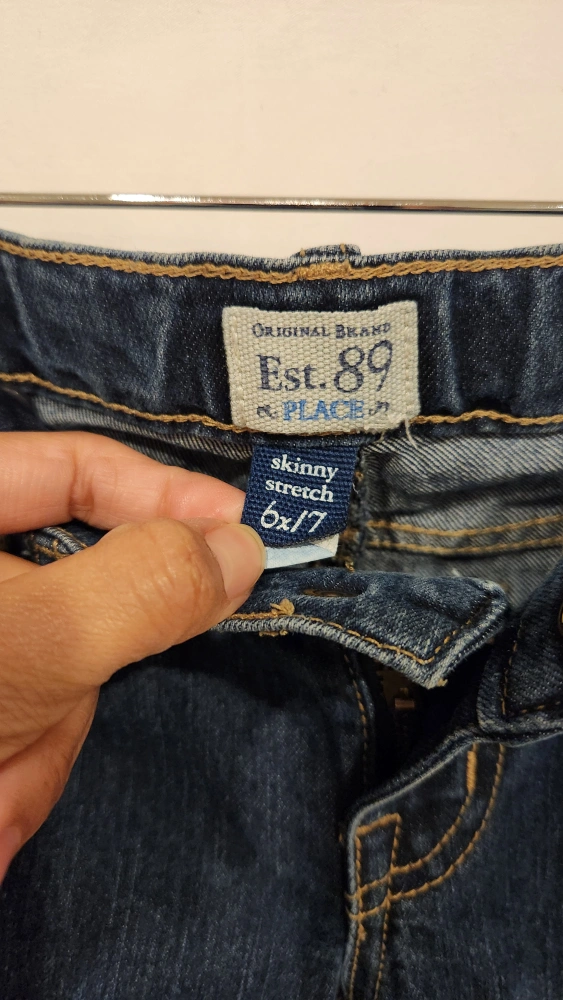 ORIGINAL BRAND
Est. 89
PLACE
skinny
stretch
6x/7